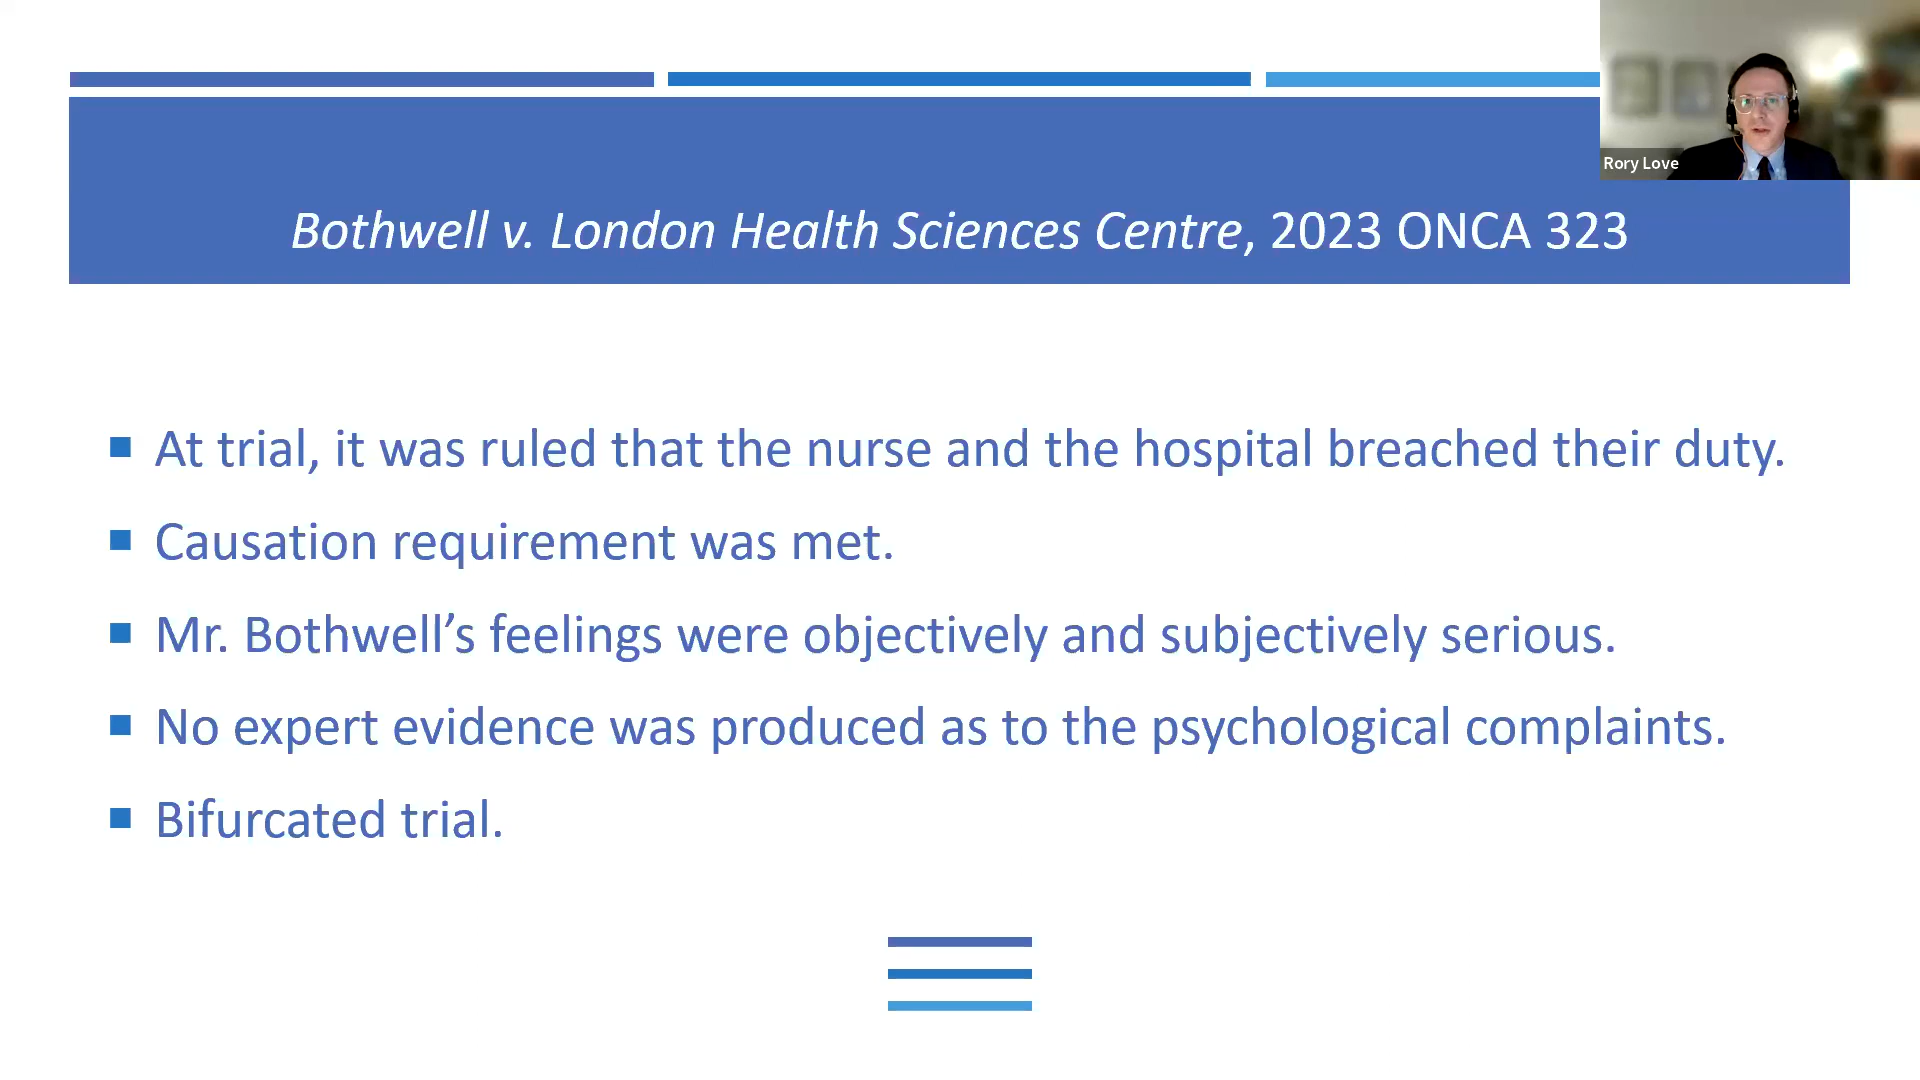 Rory Love
Bothwell v. London Health Sciences Centre, 2023 ONCA 323
At trial, it was ruled that the nurse and the hospital breached their duty.
Causation requirement was met.
Mr. Bothwell’s feelings were objectively and subjectively serious.
No expert evidence was produced as to the psychological complaints.
Bifurcated trial.